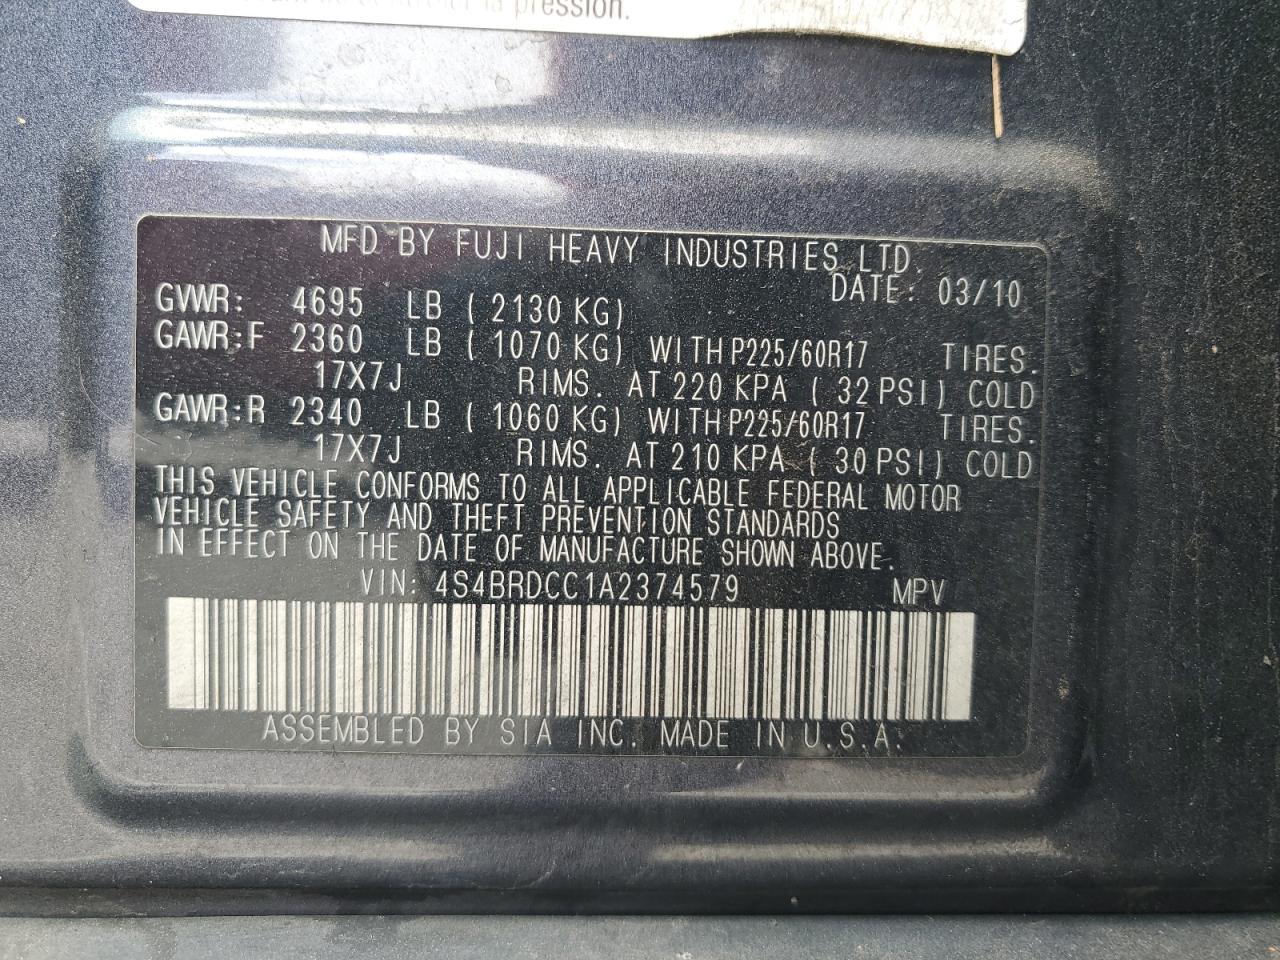 la pression.
MFD BY FUJI HEAVY INDUSTRIES LTD.
DATE: 03/10
GVWR: 4695 LB ( 2130 KG)
GAWR:F 2360 LB ( 1070 KG) WITH P225/60R17 TIRES.
17X7J RIMS. AT 220 KPA ( 32 PSI) COLD
GAWR:R 2340 LB ( 1060 KG) WITH P225/60R17 TIRES.
17X7J RIMS. AT 210 KPA ( 30 PSI) COLD
THIS VEHICLE CONFORMS TO ALL APPLICABLE FEDERAL MOTOR
VEHICLE SAFETY AND THEFT PREVENTION STANDARDS
IN EFFECT ON THE DATE OF MANUFACTURE SHOWN ABOVE.
VIN: 4S4BRDCC1A2374579 MPV
ASSEMBLED BY SIA INC. MADE IN U.S.A.